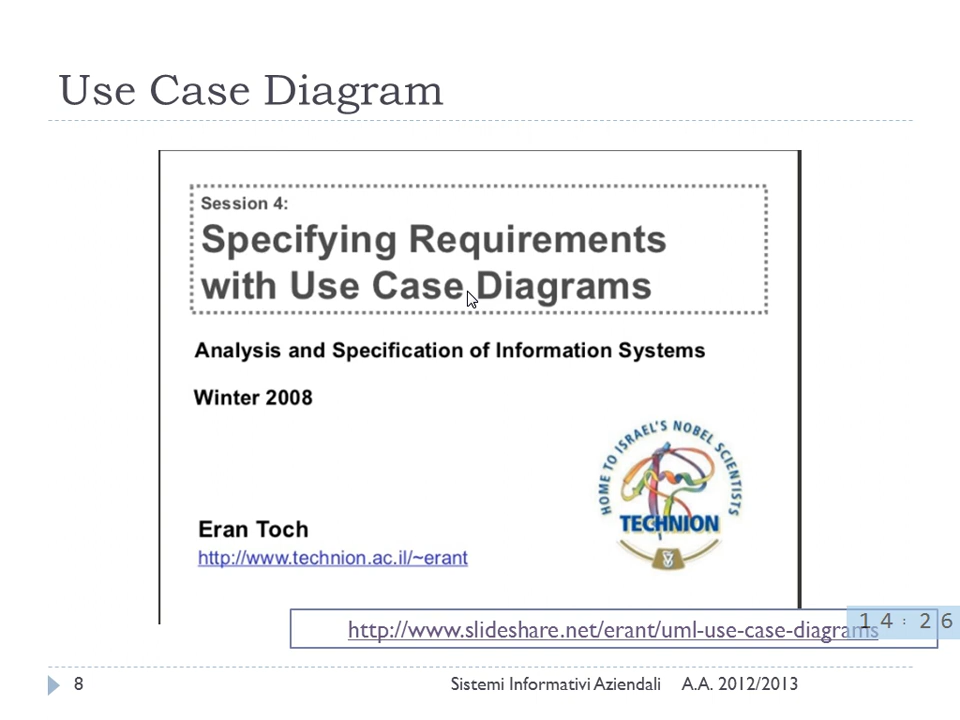 Use Case Diagram
Session 4:
Specifying Requirements
with Use Case Diagrams
Analysis and Specification of Information Systems
Winter 2008
HOME TO ISRAEL'S NOBEL SCIENTISTS
TECHNION
Eran Toch
http://www.technion.ac.il/~erant
http://www.slideshare.net/erant/uml-use-case-diagrams
14:26
8
Sistemi Informativi Aziendali A.A. 2012/2013